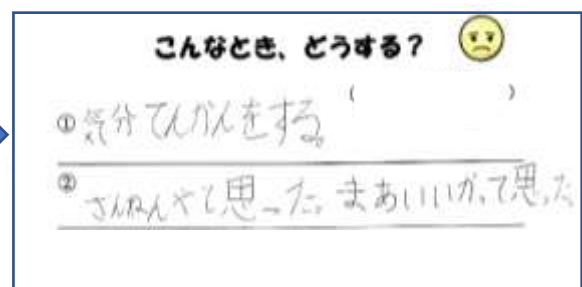 こんなとき、どうする？
（　　　　　）
①気分てんかんをする。
②ざんねんやと思った。まあいいかって思った